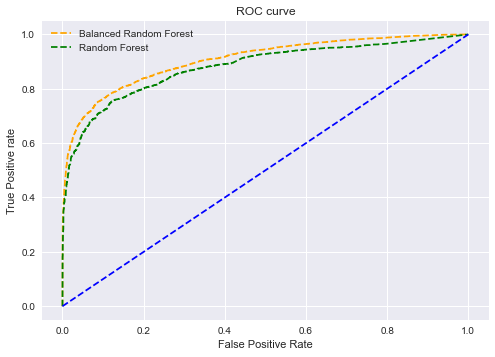 ROC curve
Balanced Random Forest
Random Forest
True Positive rate
1.0
0.8
0.6
0.4
0.2
0.0
0.0 0.2 0.4 0.6 0.8 1.0
False Positive Rate